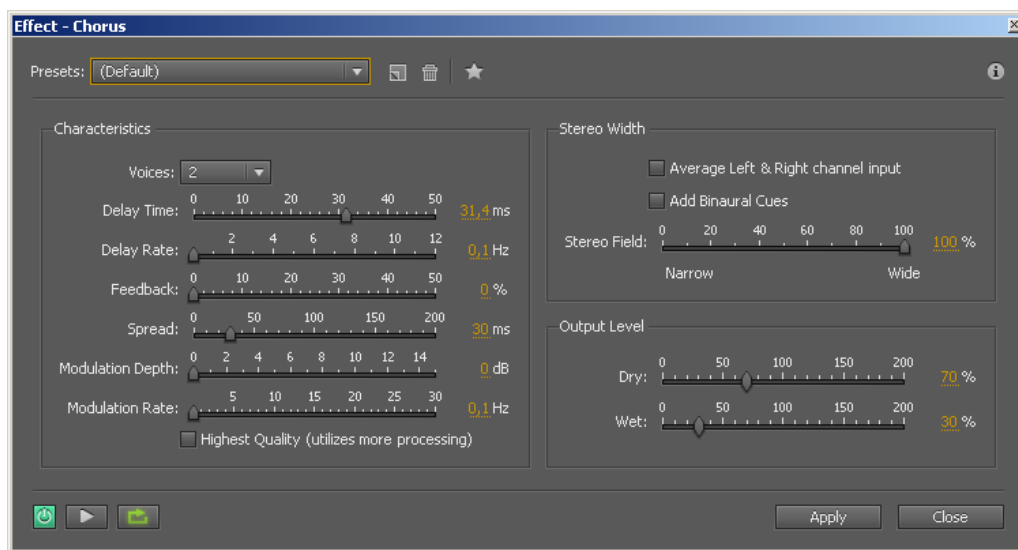 Effect - Chorus
Presets: (Default)
Characteristics
Voices: 2
0 10 20 30 40 50
Delay Time: 31,4 ms
2 4 6 8 10 12
Delay Rate: 0,1 Hz
0 10 20 30 40 50
Feedback: 0 %
0 50 100 150 200
Spread: 30 ms
0 2 4 6 8 10 12 14
Modulation Depth: 0 dB
5 10 15 20 25 30
Modulation Rate: 0,1 Hz
Highest Quality (utilizes more processing)
Stereo Width
Average Left & Right channel input
Add Binaural Cues
0 20 40 60 80 100
Stereo Field: 100 %
Narrow Wide
Output Level
0 50 100 150 200
Dry: 70 %
0 50 100 150 200
Wet: 30 %
Apply Close